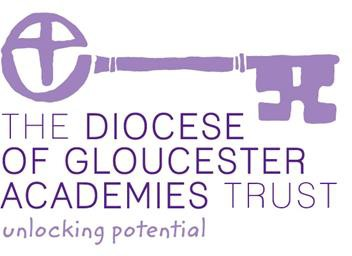 THE DIOCESE
OF GLOUCESTER
ACADEMIES TRUST
unlocking potential